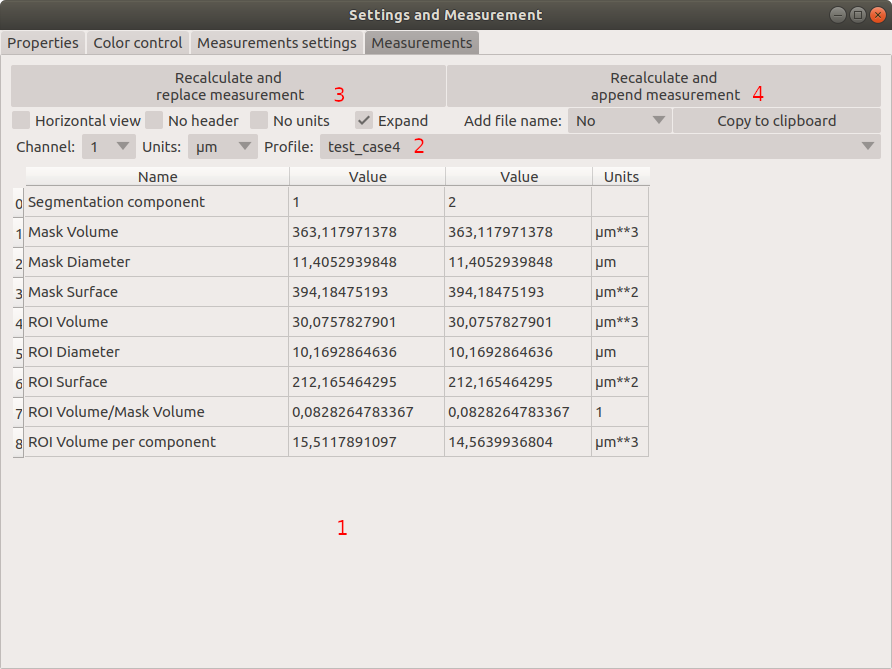 Settings and Measurement
Properties Color control Measurements settings Measurements
Recalculate and
replace measurement 3
Recalculate and
append measurement 4
Horizontal view No header No units Expand Add file name: No Copy to clipboard
Channel: 1 Units: µm Profile: test_case4 2
Name Value Value Units
0 Segmentation component 1 2
1 Mask Volume 363,117971378 363,117971378 µm**3
2 Mask Diameter 11,4052939848 11,4052939848 µm
3 Mask Surface 394,18475193 394,18475193 µm**2
4 ROI Volume 30,0757827901 30,0757827901 µm**3
5 ROI Diameter 10,1692864636 10,1692864636 µm
6 ROI Surface 212,165464295 212,165464295 µm**2
7 ROI Volume/Mask Volume 0,0828264783367 0,0828264783367 1
8 ROI Volume per component 15,5117891097 14,5639936804 µm**3
1